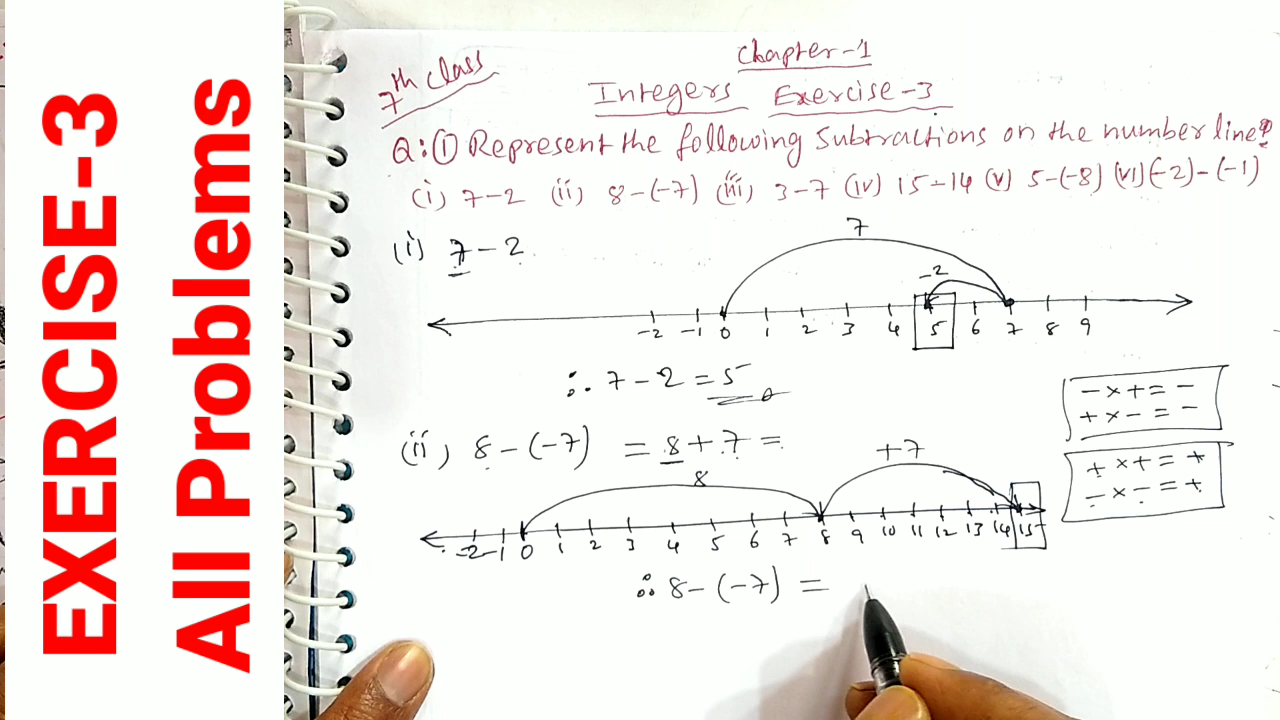 EXERCISE-3
All Problems
7th class
Chapter-1
Integers Exercise-3
Q:① Represent the following subtractions on the number line?
(i) 7-2 (ii) 8-(-7) (iii) 3-7 (iv) 15-14 (v) 5-(-8) (vi) (-2)-(-1)
(i) 7-2
7
-2
-2 -1 0 1 2 3 4 5 6 7 8 9
∴ 7-2 = 5
- × + = -
+ × - = -
(ii) 8-(-7) = 8+7 =
+ × + = +
- × - = +
8
+7
-2 -1 0 1 2 3 4 5 6 7 8 9 10 11 12 13 14 15
∴ 8-(-7) =